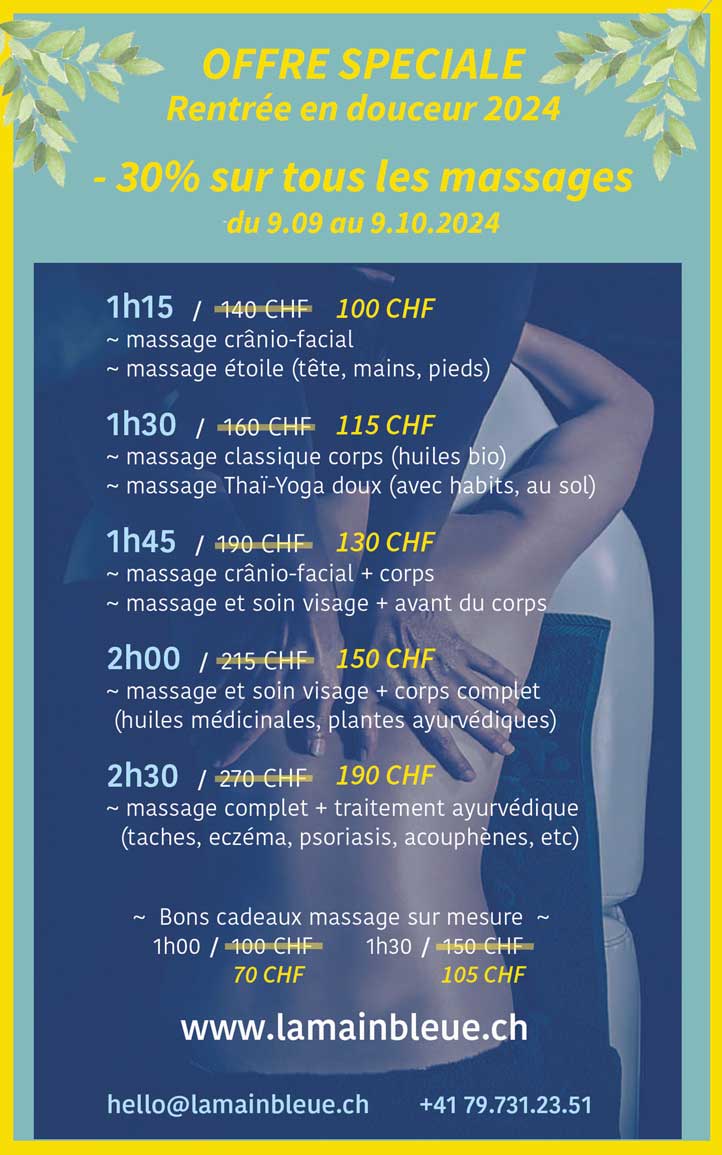 OFFRE SPECIALE
Rentrée en douceur 2024
- 30% sur tous les massages
du 9.09 au 9.10.2024
1h15 / 140 CHF 100 CHF
~ massage crânio-facial
~ massage étoile (tête, mains, pieds)
1h30 / 160 CHF 115 CHF
~ massage classique corps (huiles bio)
~ massage Thaï-Yoga doux (avec habits, au sol)
1h45 / 190 CHF 130 CHF
~ massage crânio-facial + corps
~ massage et soin visage + avant du corps
2h00 / 215 CHF 150 CHF
~ massage et soin visage + corps complet
(huiles médicinales, plantes ayurvédiques)
2h30 / 270 CHF 190 CHF
~ massage complet + traitement ayurvédique
(taches, eczéma, psoriasis, acouphènes, etc)
~ Bons cadeaux massage sur mesure ~
1h00 / 100 CHF 1h30 / 150 CHF
70 CHF 105 CHF
www.lamainbleue.ch
hello@lamainbleue.ch +41 79.731.23.51